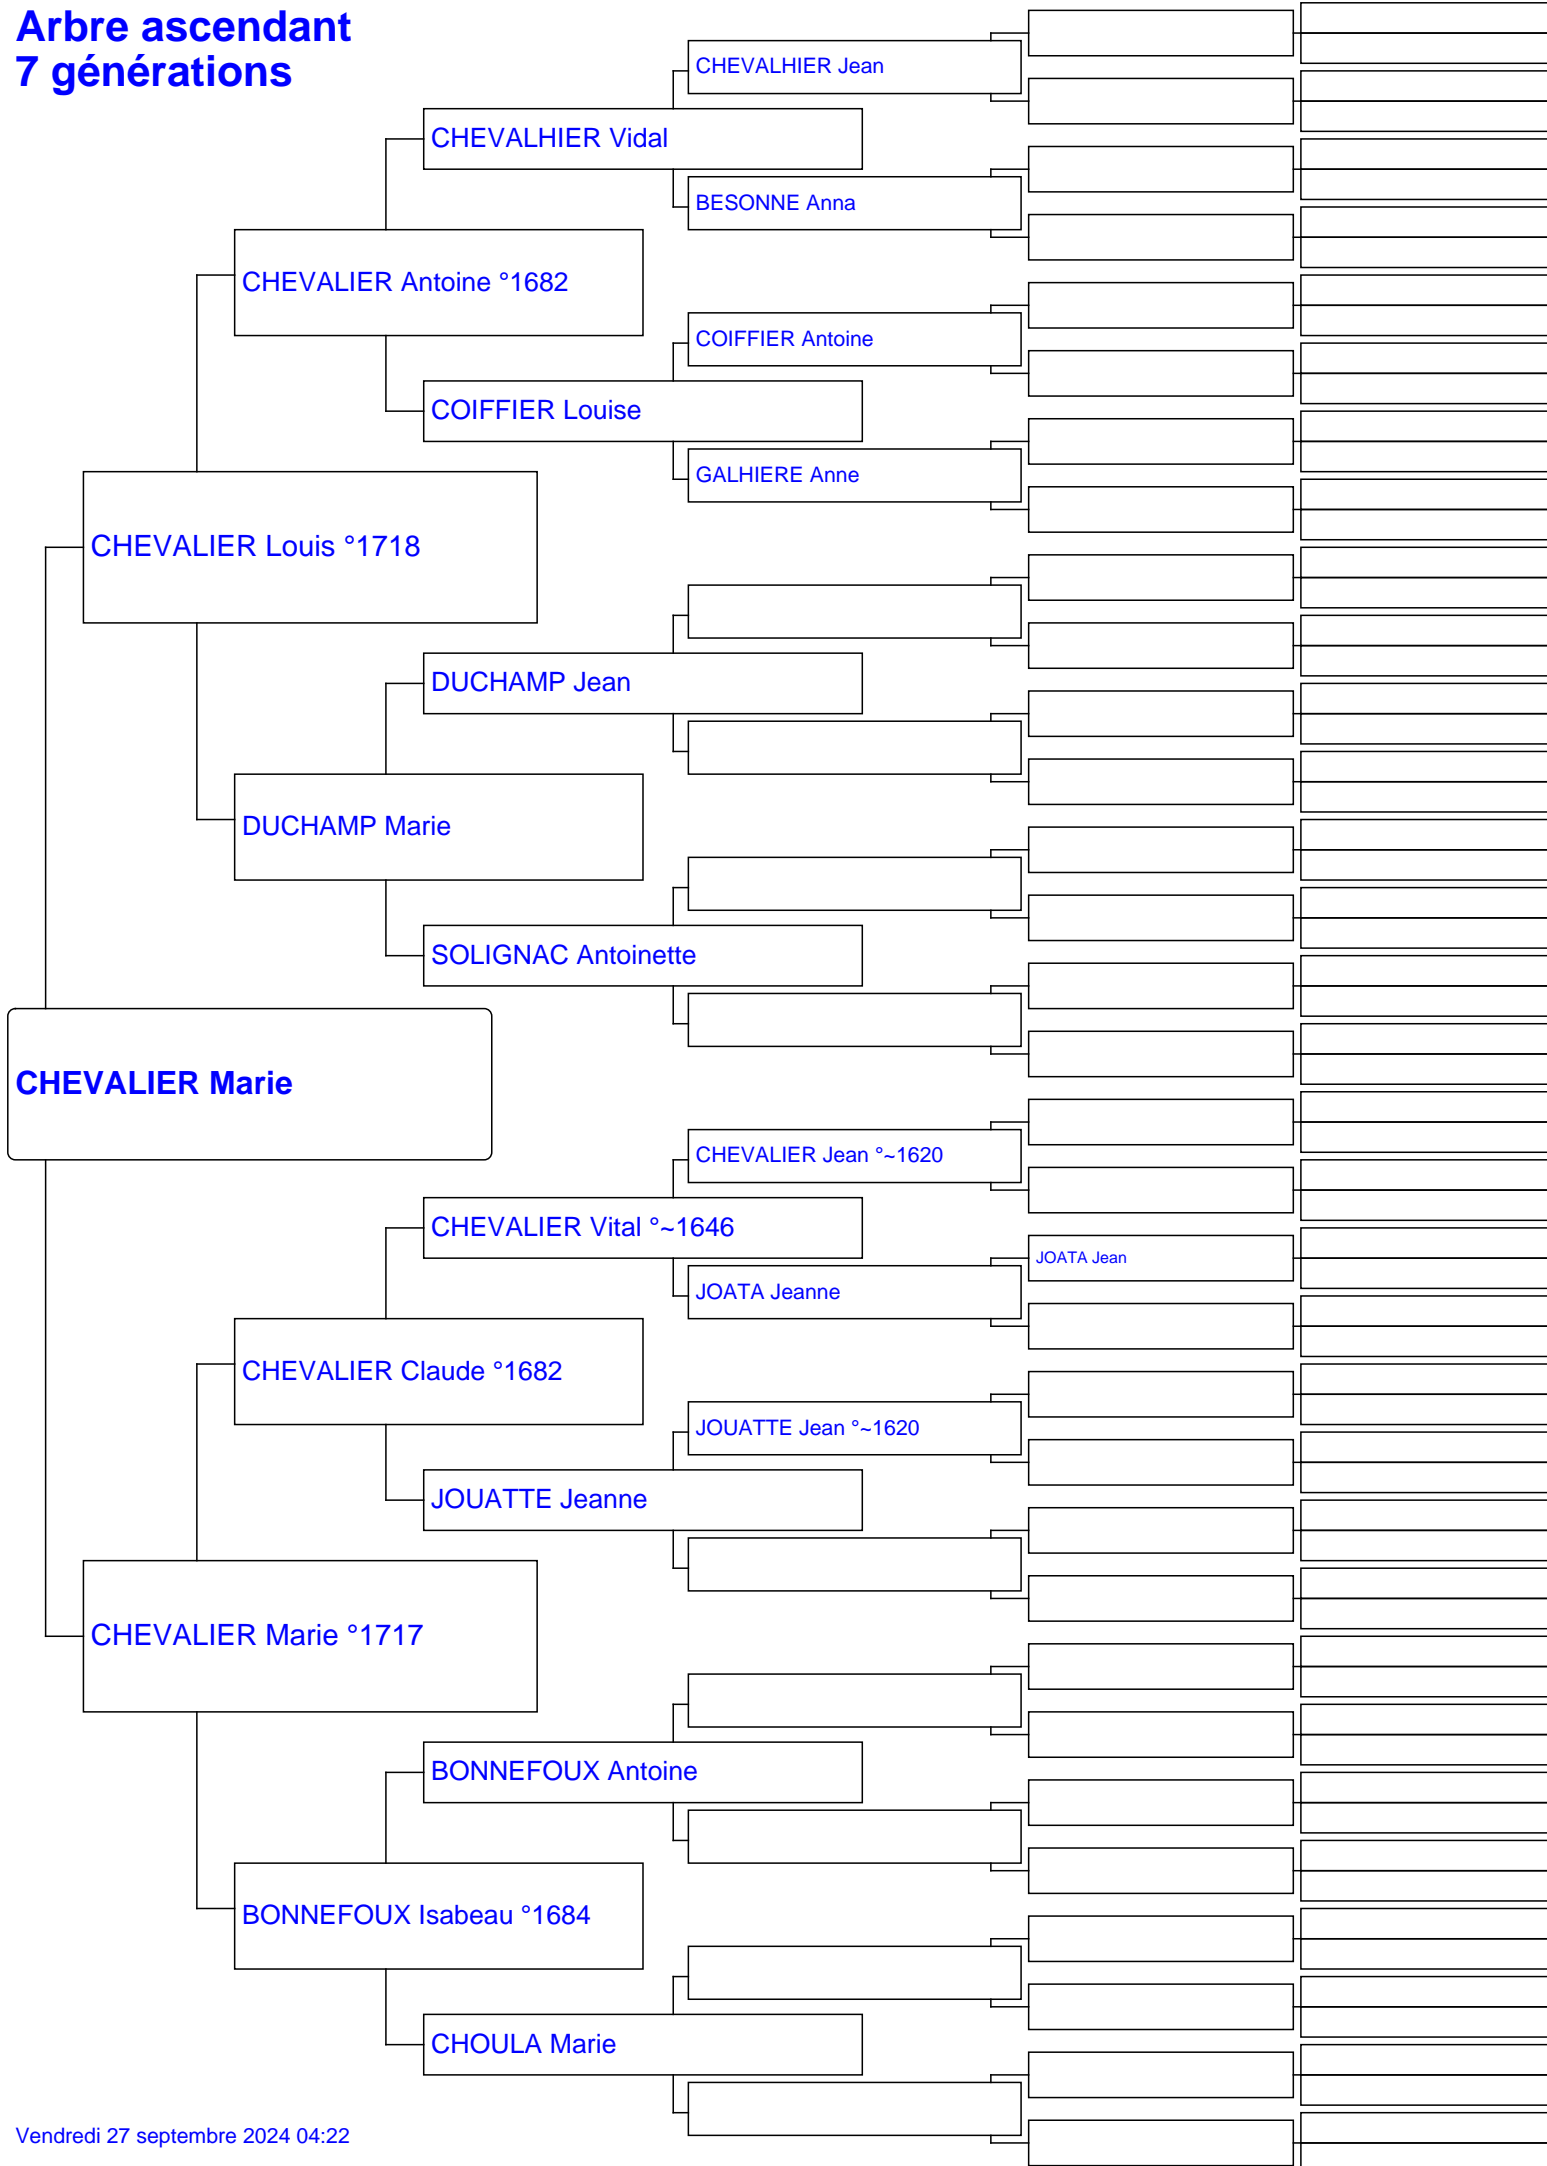 Arbre ascendant
7 générations
CHEVALHIER Jean
CHEVALHIER Vidal
BESONNE Anna
CHEVALIER Antoine °1682
COIFFIER Antoine
COIFFIER Louise
GALHIERE Anne
CHEVALIER Louis °1718
DUCHAMP Jean
DUCHAMP Marie
SOLIGNAC Antoinette
CHEVALIER Marie
CHEVALIER Jean °~1620
CHEVALIER Vital °~1646
JOATA Jean
JOATA Jeanne
CHEVALIER Claude °1682
JOUATTE Jean °~1620
JOUATTE Jeanne
CHEVALIER Marie °1717
BONNEFOUX Antoine
BONNEFOUX Isabeau °1684
CHOULA Marie
Vendredi 27 septembre 2024 04:22